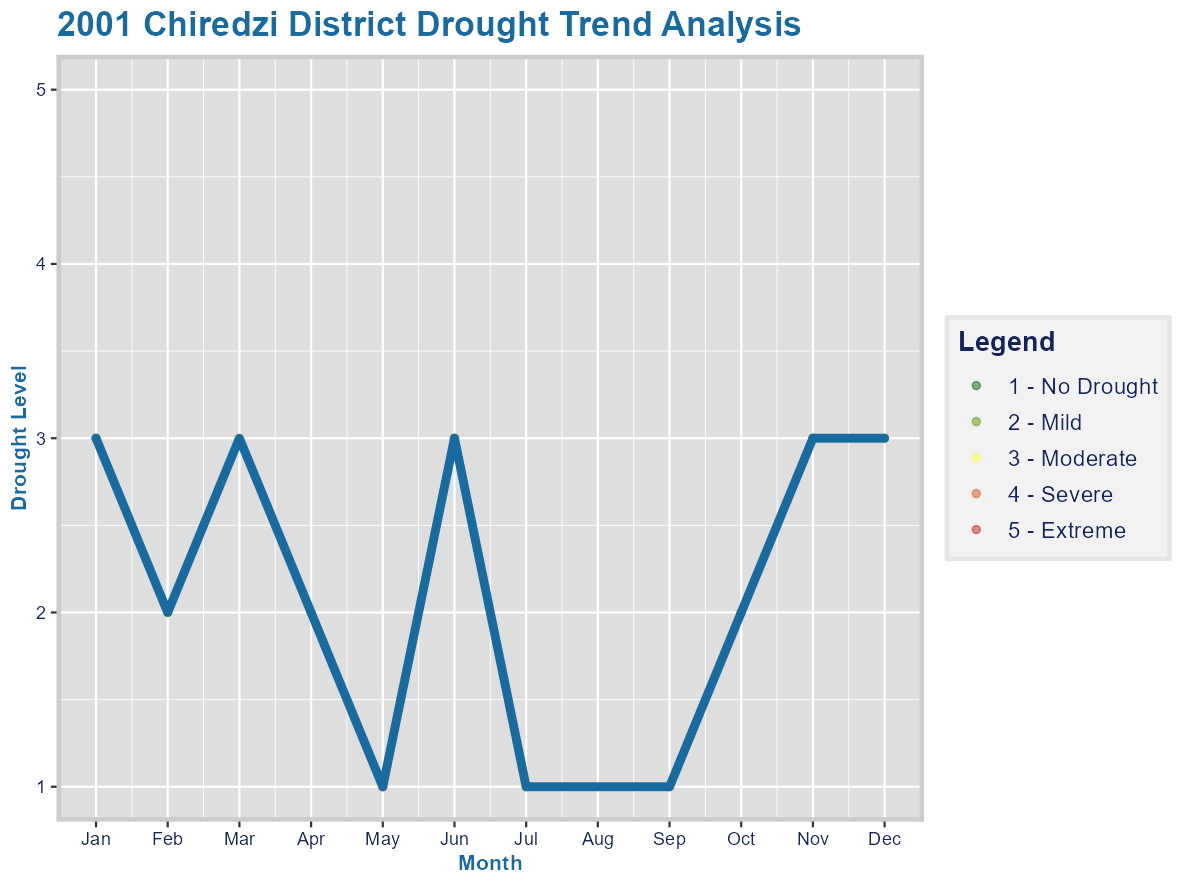 2001 Chiredzi District Drought Trend Analysis
Drought Level
5
4
3
2
1
Jan Feb Mar Apr May Jun Jul Aug Sep Oct Nov Dec
Month
Legend
1 - No Drought
2 - Mild
3 - Moderate
4 - Severe
5 - Extreme